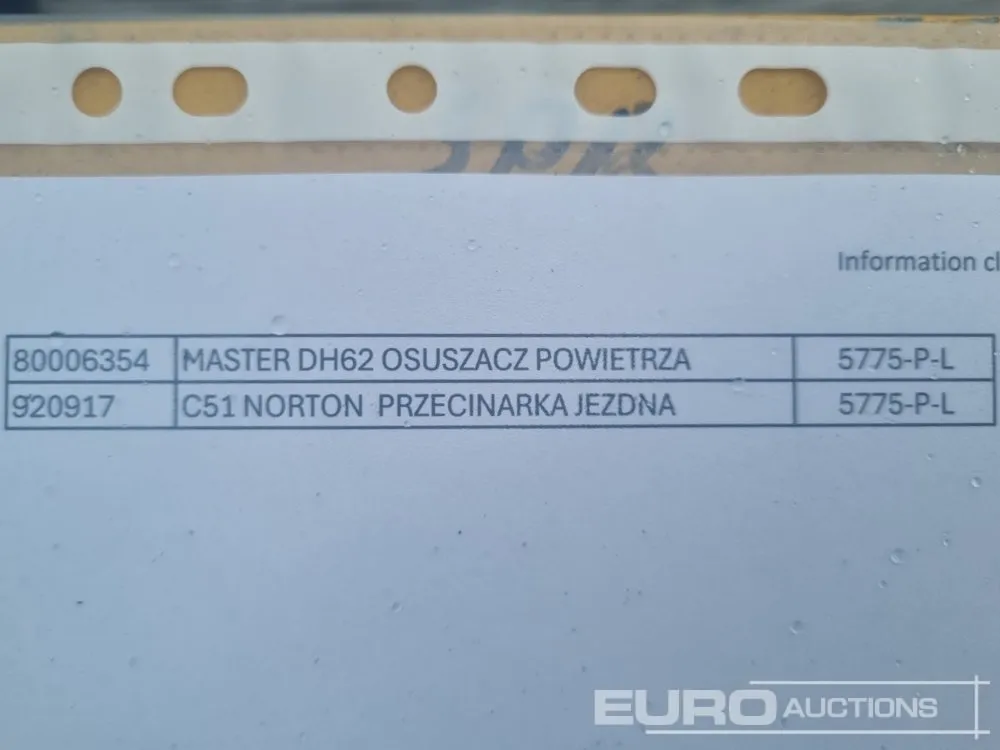 Information cl
80006354 MASTER DH62 OSUSZACZ POWIETRZA 5775-P-L
920917 C51 NORTON PRZECINARKA JEZDNA 5775-P-L
EURO AUCTIONS